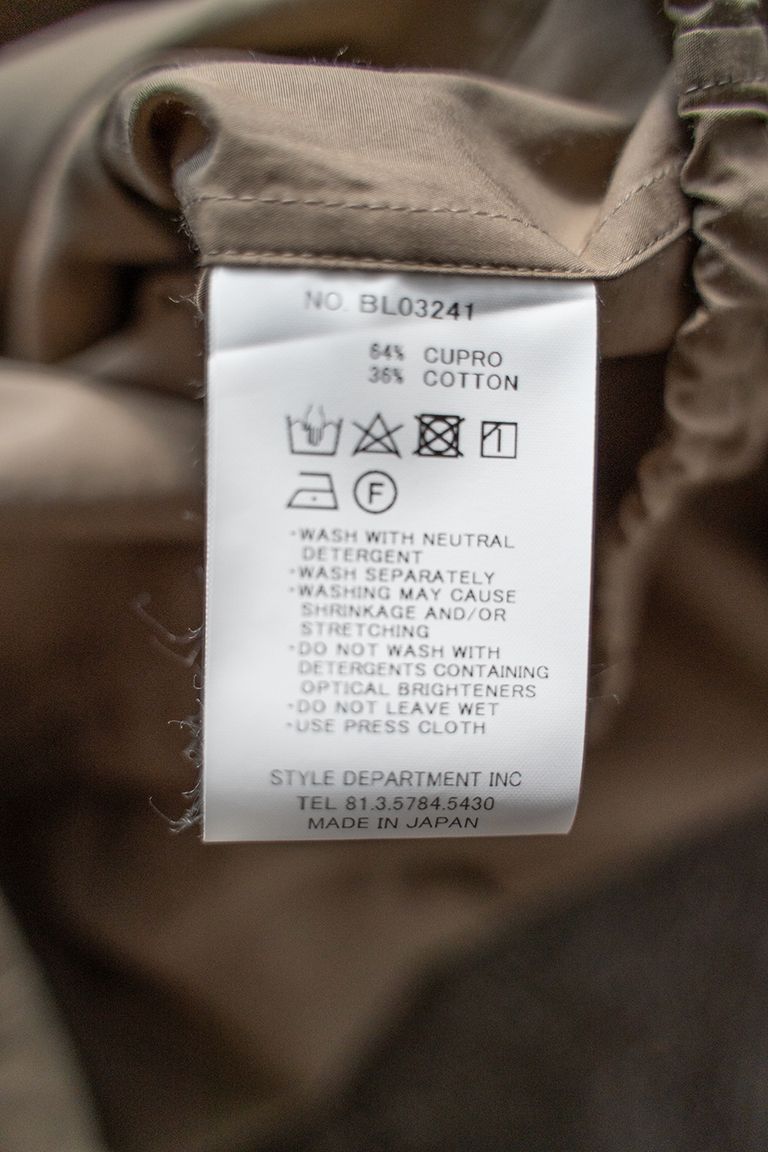 NO. BL03241
64% CUPRO
36% COTTON
F
·WASH WITH NEUTRAL
DETERGENT
·WASH SEPARATELY
·WASHING MAY CAUSE
SHRINKAGE AND/OR
STRETCHING
·DO NOT WASH WITH
DETERGENTS CONTAINING
OPTICAL BRIGHTENERS
·DO NOT LEAVE WET
·USE PRESS CLOTH
STYLE DEPARTMENT INC
TEL 81.3.5784.5430
MADE IN JAPAN